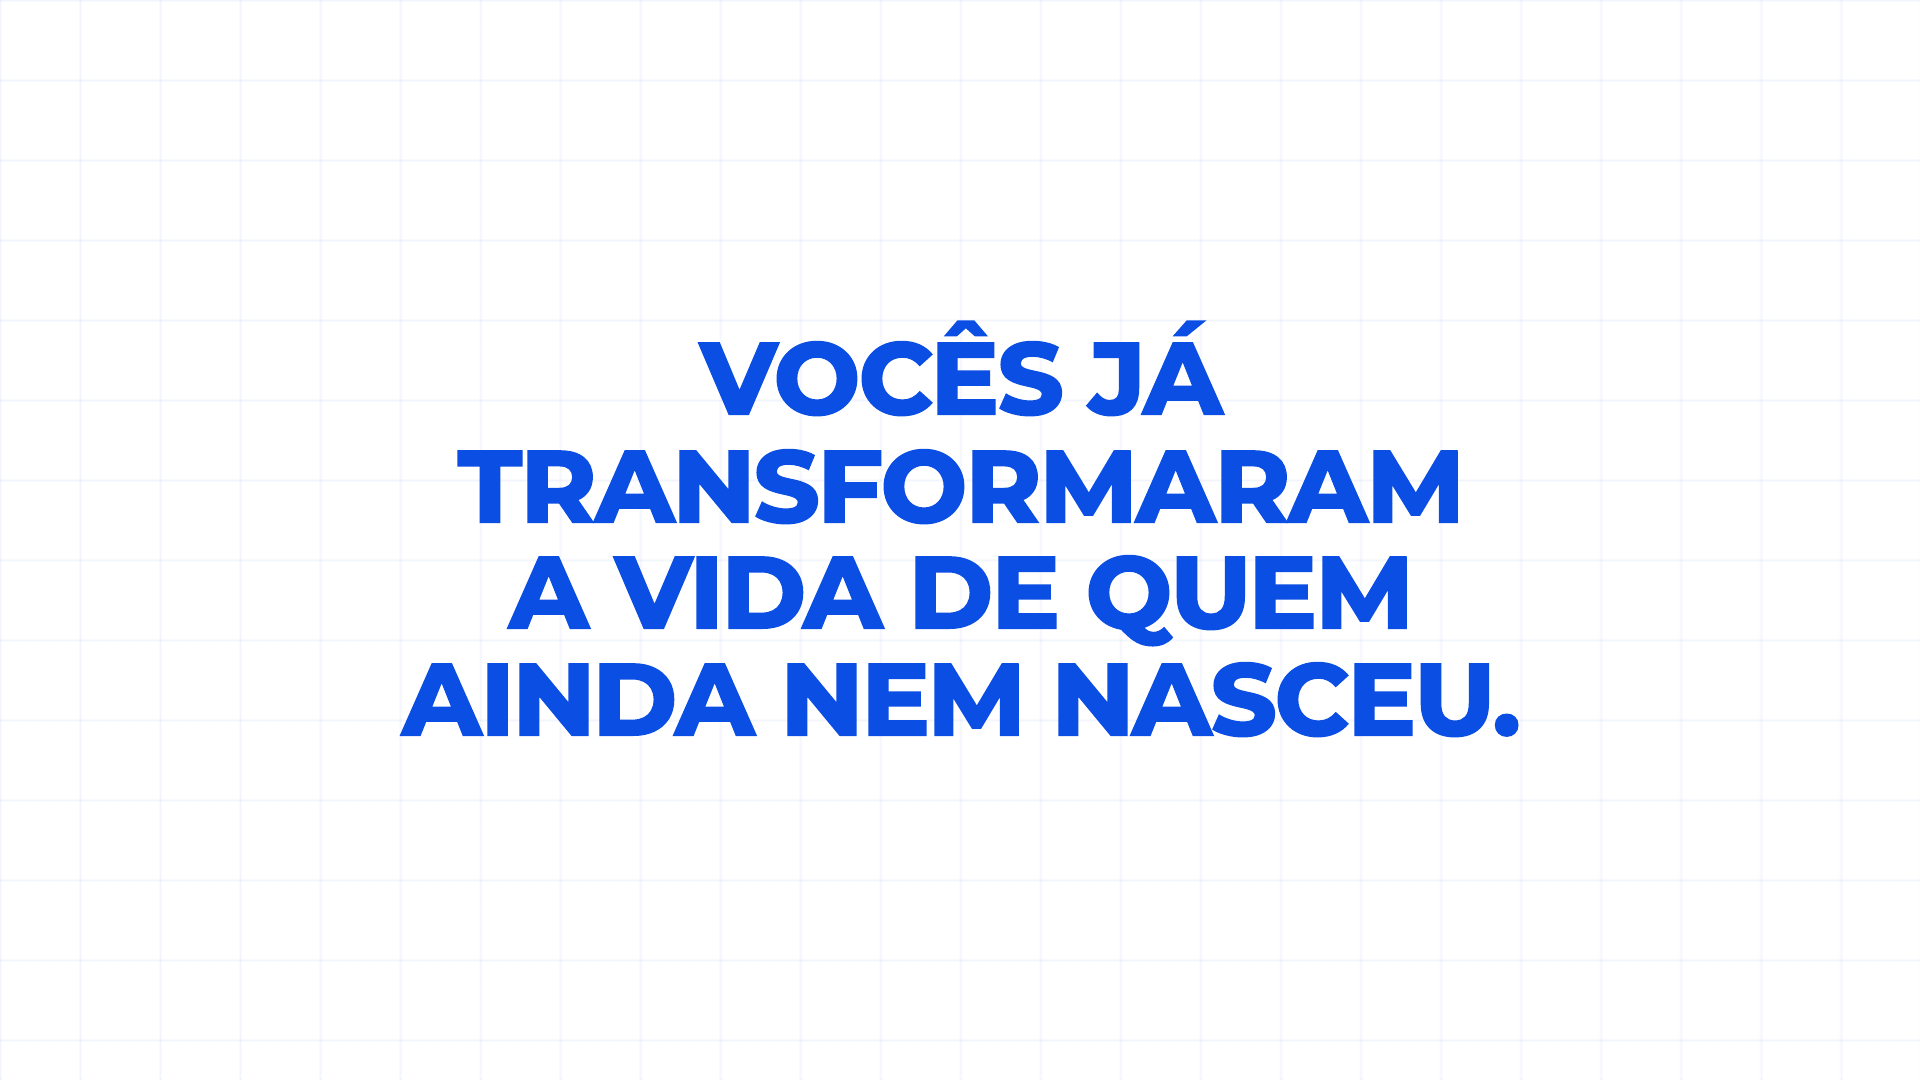 VOCÊS JÁ
TRANSFORMARAM
A VIDA DE QUEM
AINDA NEM NASCEU.